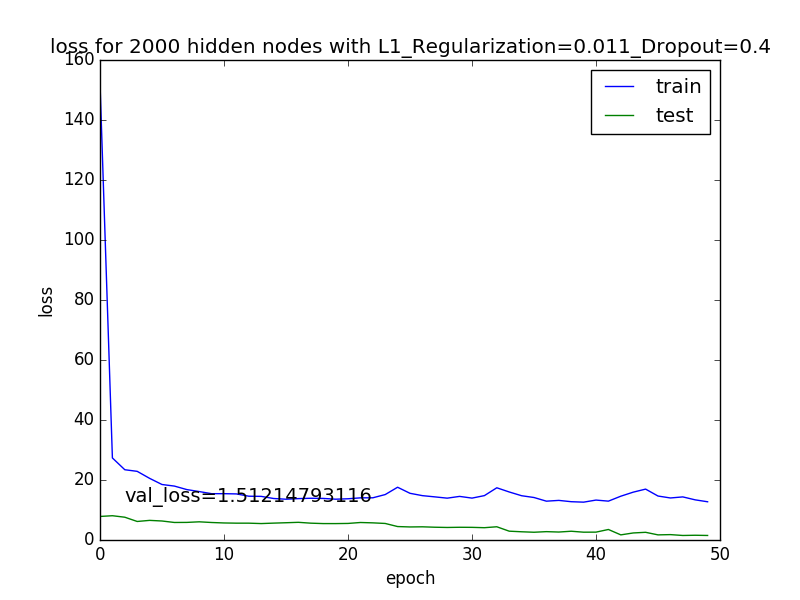 loss for 2000 hidden nodes with L1_Regularization=0.011_Dropout=0.4
160
140
120
100
80
60
40
20
0
loss
train
test
val_loss=1.51214793116
0 10 20 30 40 50
epoch